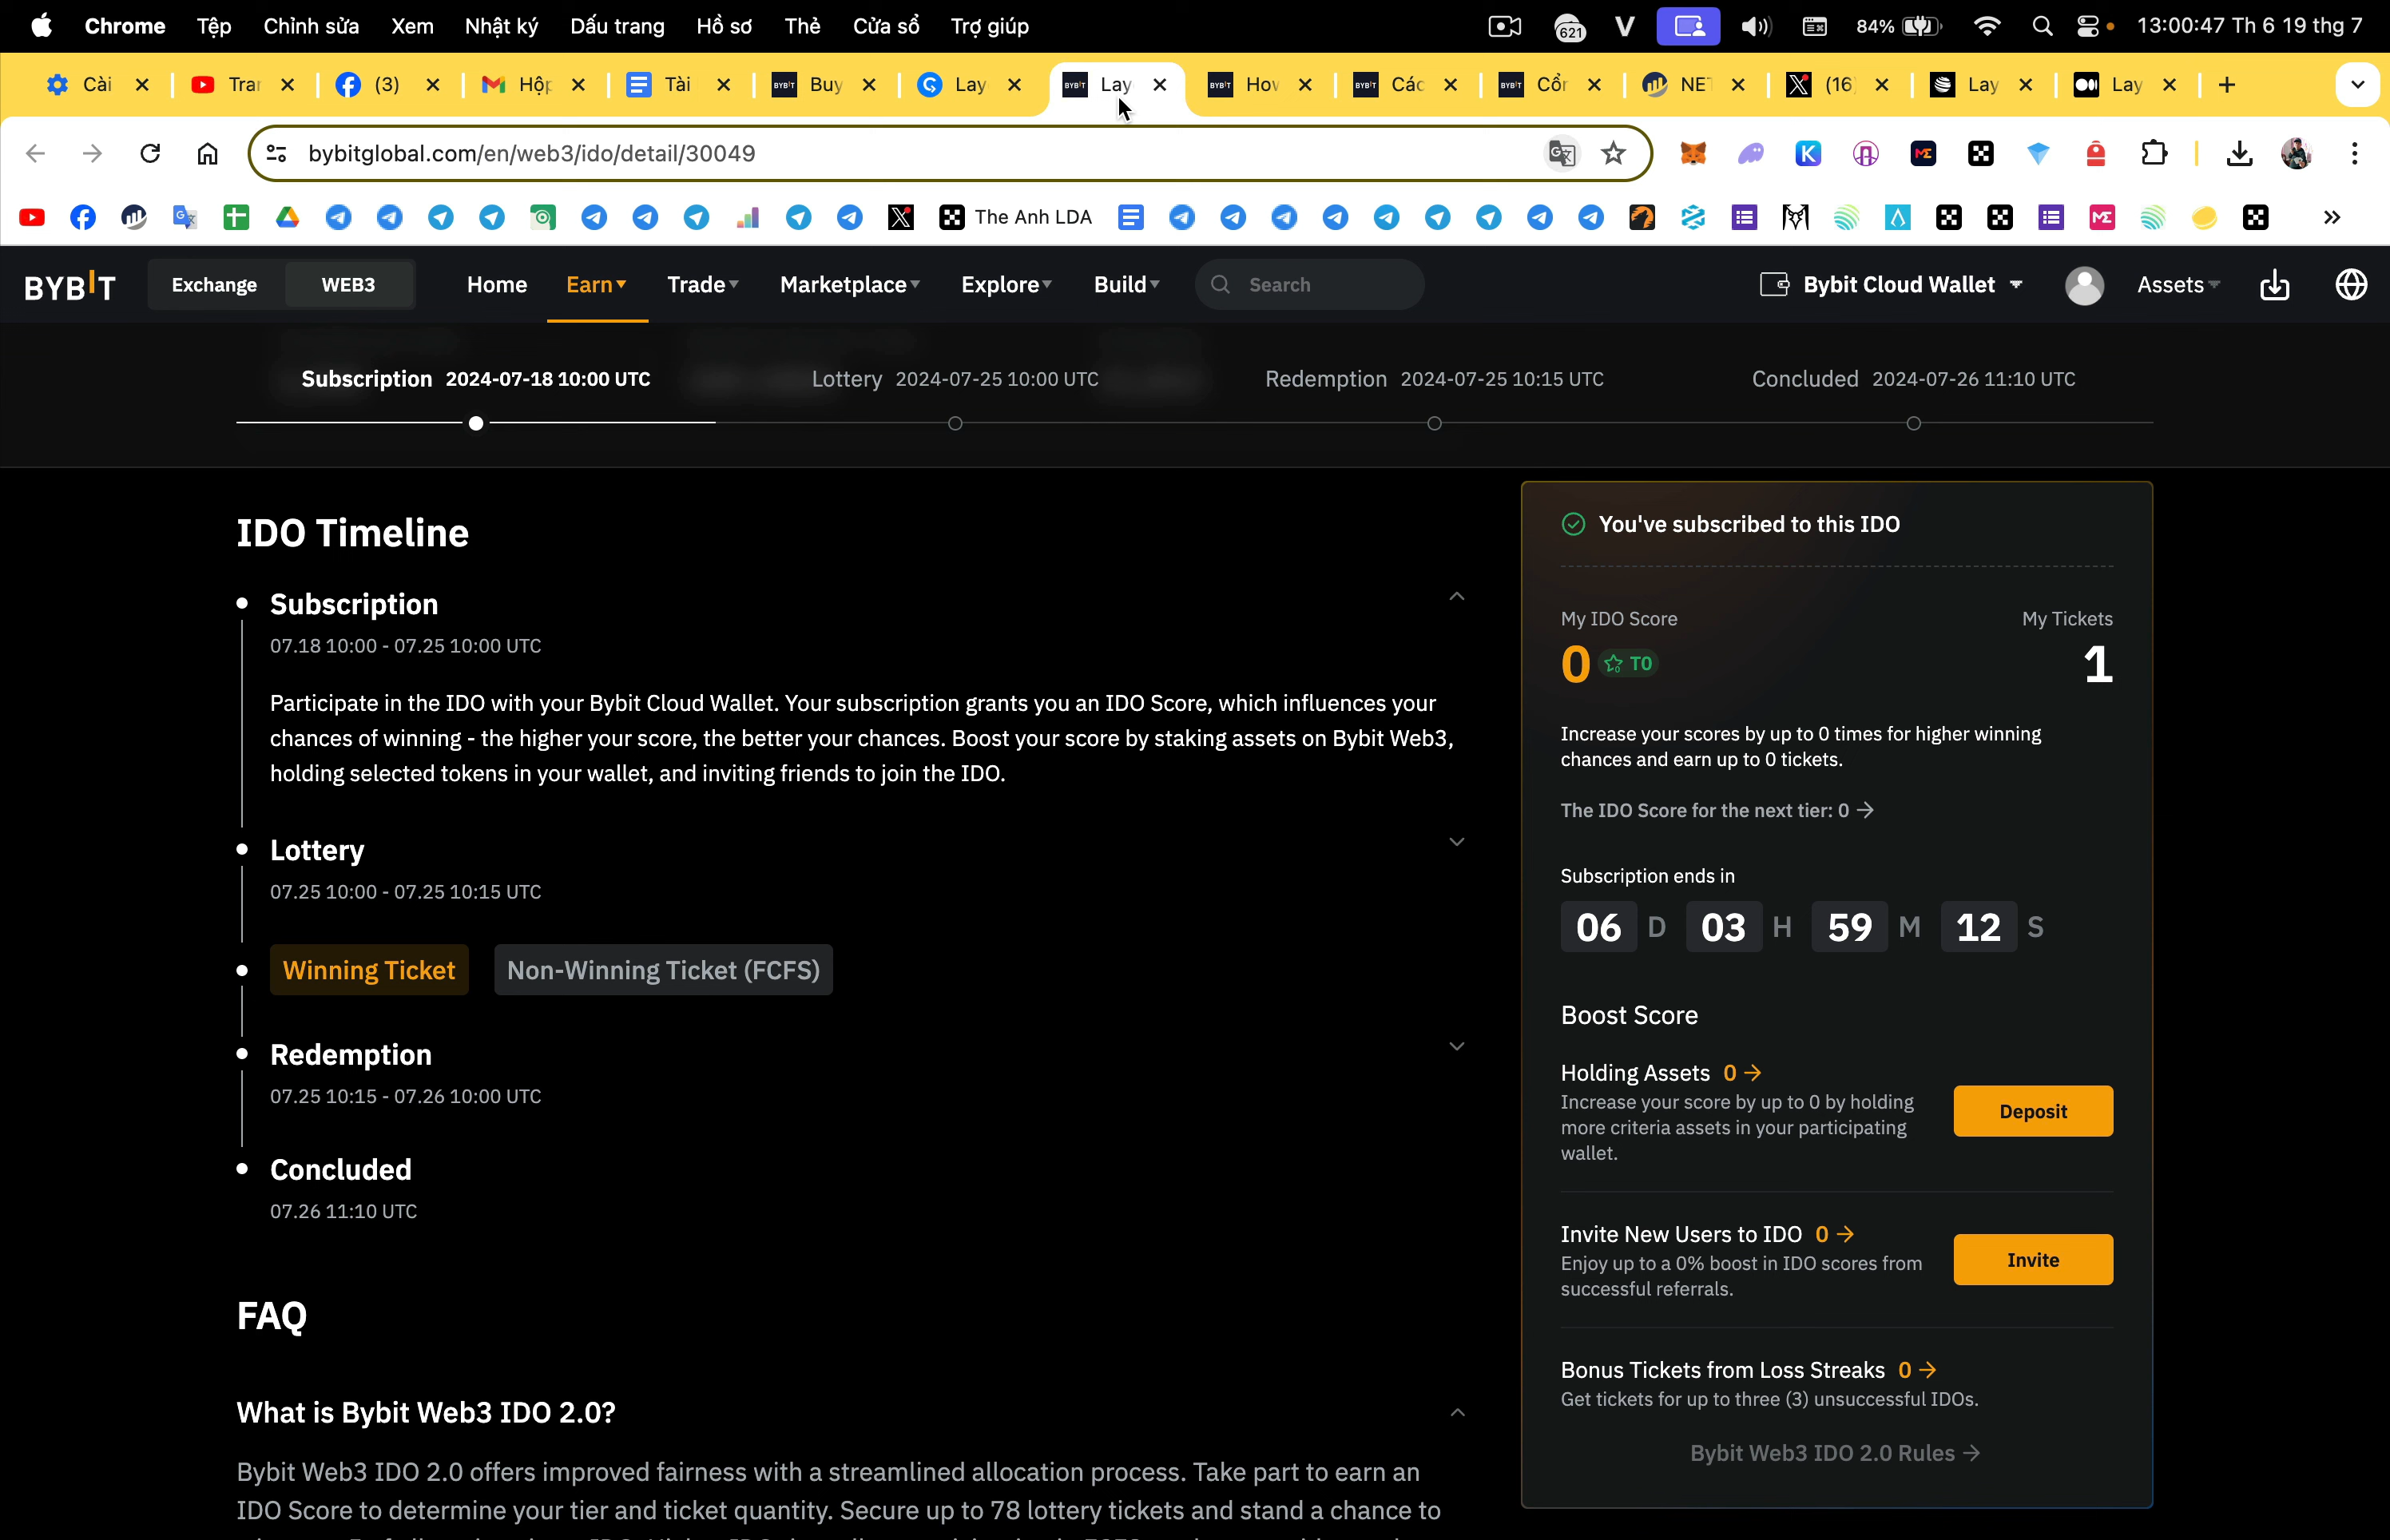 Chrome Tệp Chỉnh sửa Xem Nhật ký Dấu trang Hồ sơ Thẻ Cửa sổ Trợ giúp 621 84% 13:00:47 Th 6 19 thg 7
Cài Trar (3) Hộp Tài Buy Lay Lay How Các Cổn NET (16 Lay Lay
bybitglobal.com/en/web3/ido/detail/30049
The Anh LDA
BYBIT Exchange WEB3 Home Earn Trade Marketplace Explore Build Search Bybit Cloud Wallet Assets
Subscription 2024-07-18 10:00 UTC Lottery 2024-07-25 10:00 UTC Redemption 2024-07-25 10:15 UTC Concluded 2024-07-26 11:10 UTC
IDO Timeline
Subscription
07.18 10:00 - 07.25 10:00 UTC
Participate in the IDO with your Bybit Cloud Wallet. Your subscription grants you an IDO Score, which influences your
chances of winning - the higher your score, the better your chances. Boost your score by staking assets on Bybit Web3,
holding selected tokens in your wallet, and inviting friends to join the IDO.
Lottery
07.25 10:00 - 07.25 10:15 UTC
Winning Ticket Non-Winning Ticket (FCFS)
Redemption
07.25 10:15 - 07.26 10:00 UTC
Concluded
07.26 11:10 UTC
FAQ
What is Bybit Web3 IDO 2.0?
Bybit Web3 IDO 2.0 offers improved fairness with a streamlined allocation process. Take part to earn an
IDO Score to determine your tier and ticket quantity. Secure up to 78 lottery tickets and stand a chance to
You've subscribed to this IDO
My IDO Score My Tickets
0 T0 1
Increase your scores by up to 0 times for higher winning
chances and earn up to 0 tickets.
The IDO Score for the next tier: 0 →
Subscription ends in
06 D 03 H 59 M 12 S
Boost Score
Holding Assets 0 →
Increase your score by up to 0 by holding
more criteria assets in your participating
wallet.
Deposit
Invite New Users to IDO 0 →
Enjoy up to a 0% boost in IDO scores from
successful referrals.
Invite
Bonus Tickets from Loss Streaks 0 →
Get tickets for up to three (3) unsuccessful IDOs.
Bybit Web3 IDO 2.0 Rules →